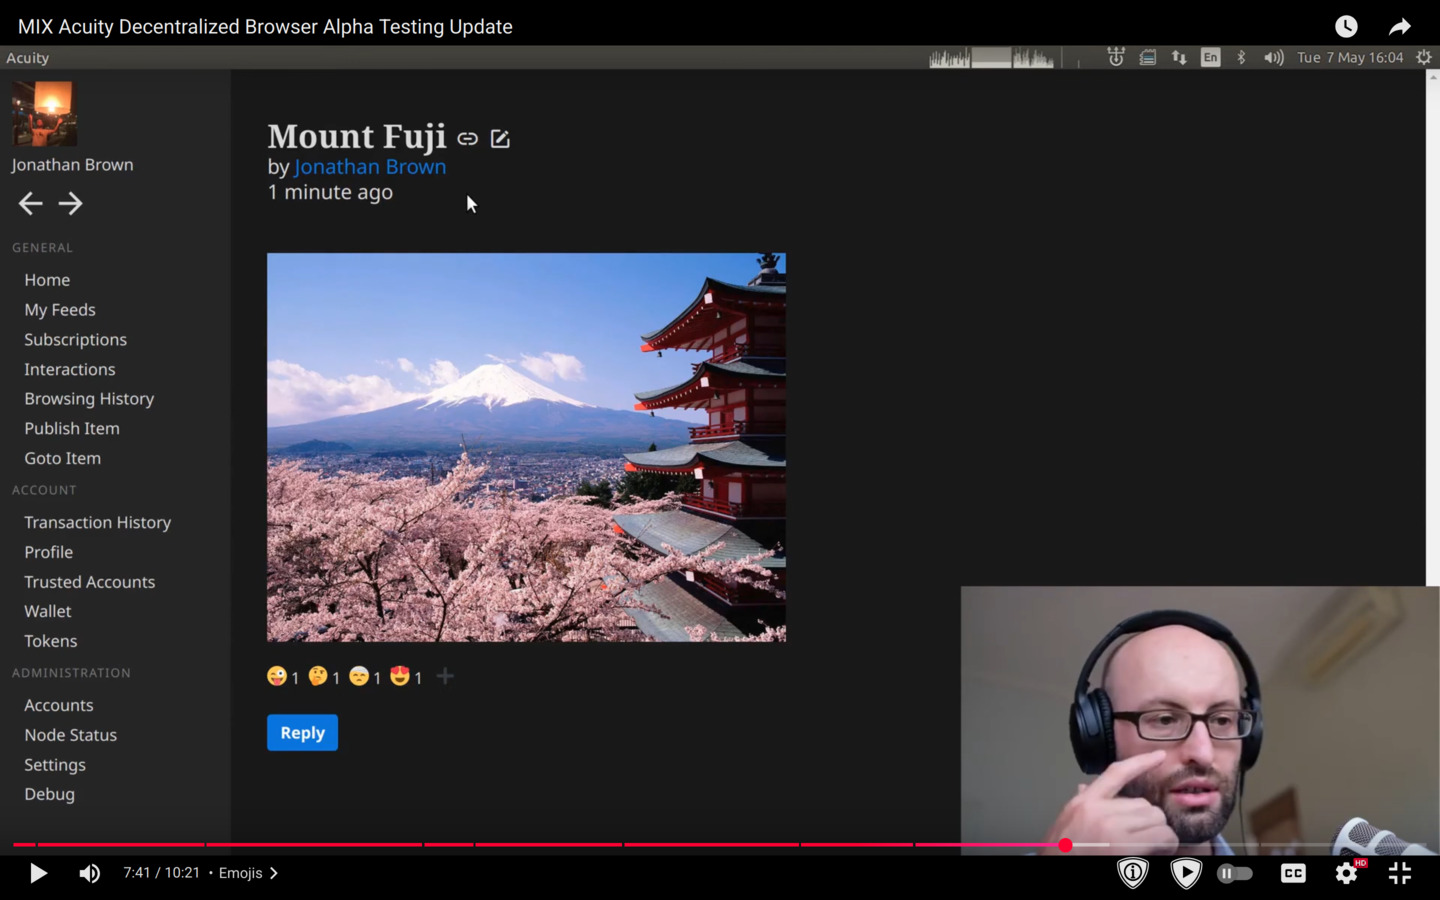 MIX Acuity Decentralized Browser Alpha Testing Update
Acuity
En
Tue 7 May 16:04
Jonathan Brown
GENERAL
Home
My Feeds
Subscriptions
Interactions
Browsing History
Publish Item
Goto Item
ACCOUNT
Transaction History
Profile
Trusted Accounts
Wallet
Tokens
ADMINISTRATION
Accounts
Node Status
Settings
Debug
Mount Fuji
by Jonathan Brown
1 minute ago
1 1 1 1
Reply
7:41 / 10:21 • Emojis
CC
HD